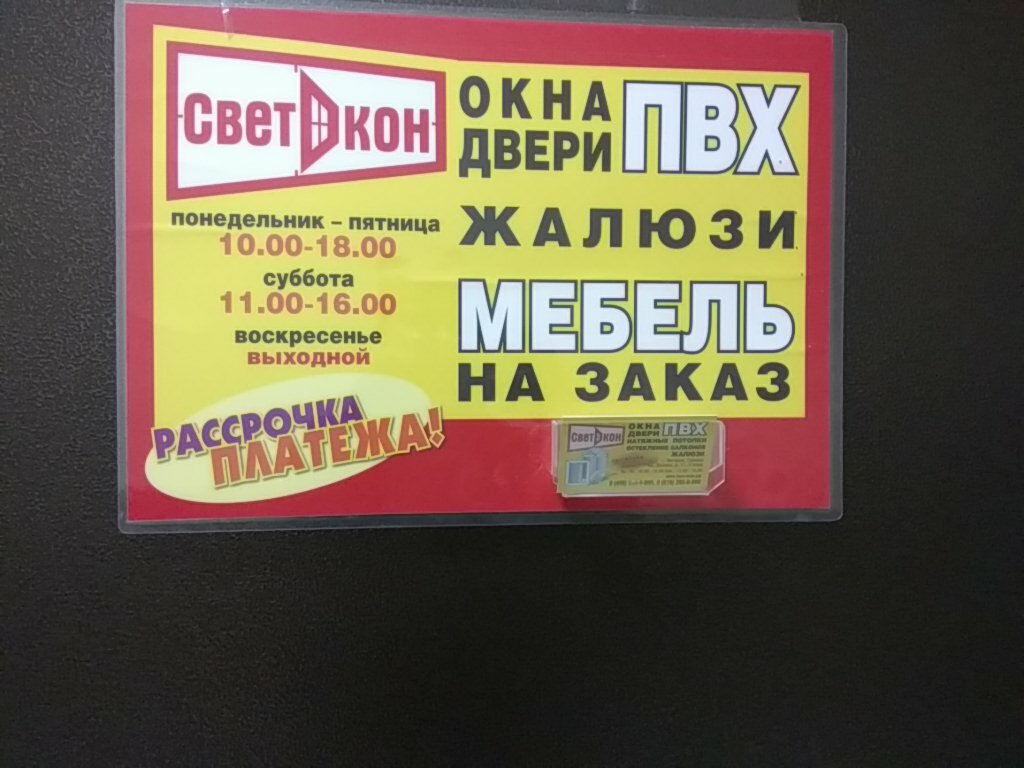 СВЕТОКОН
ОКНА
ДВЕРИ
ПВХ
понедельник – пятница
10.00-18.00
суббота
11.00-16.00
воскресенье
выходной
ЖАЛЮЗИ
МЕБЕЛЬ
НА ЗАКАЗ
РАССРОЧКА
ПЛАТЕЖА!
СВЕТОКОН
ОКНА
ДВЕРИ
ПВХ
НАТЯЖНЫЕ ПОТОЛКИ
ОСТЕКЛЕНИЕ БАЛКОНОВ
ЖАЛЮЗИ